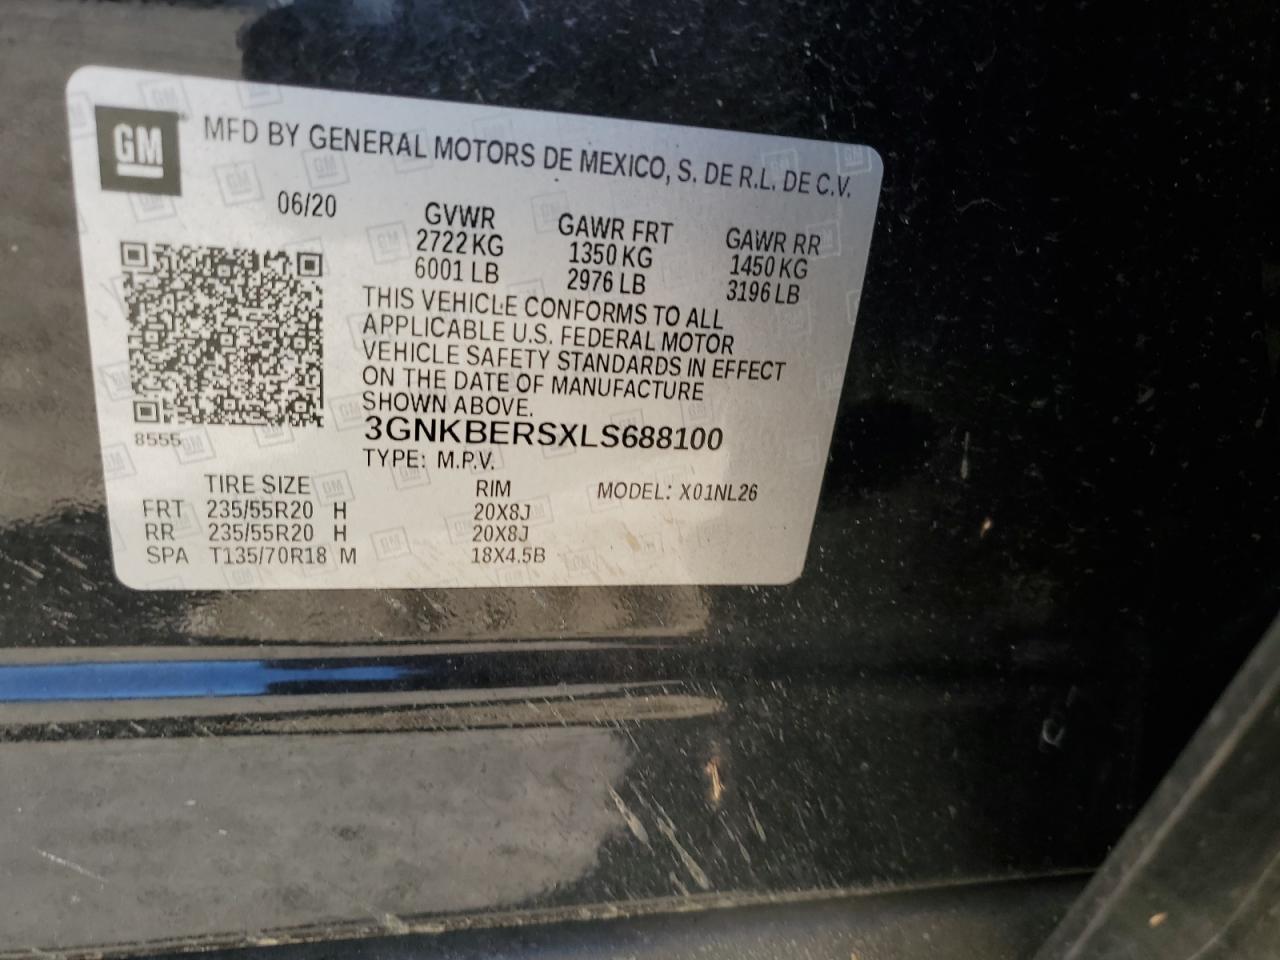 GM
MFD BY GENERAL MOTORS DE MEXICO, S. DE R.L. DE C.V.
06/20
GVWR
2722 KG
6001 LB
GAWR FRT
1350 KG
2976 LB
GAWR RR
1450 KG
3196 LB
THIS VEHICLE CONFORMS TO ALL
APPLICABLE U.S. FEDERAL MOTOR
VEHICLE SAFETY STANDARDS IN EFFECT
ON THE DATE OF MANUFACTURE
SHOWN ABOVE.
3GNKBERSXLS688100
8555
TYPE: M.P.V.
TIRE SIZE RIM MODEL: X01NL26
FRT 235/55R20 H 20X8J
RR 235/55R20 H 20X8J
SPA T135/70R18 M 18X4.5B